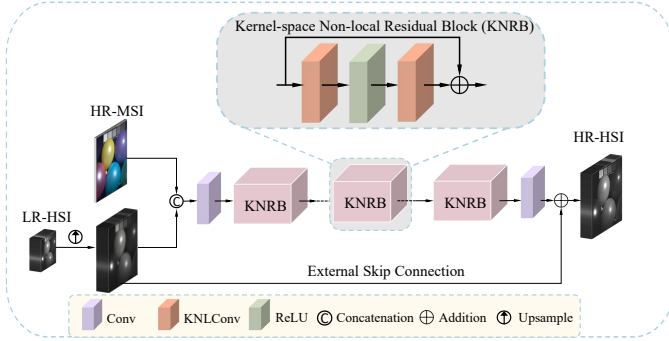 Kernel-space Non-local Residual Block (KNRB)
HR-MSI
HR-HSI
LR-HSI
C
KNRB
KNRB
KNRB
External Skip Connection
Conv
KNLConv
ReLU
C Concatenation
Addition
Upsample